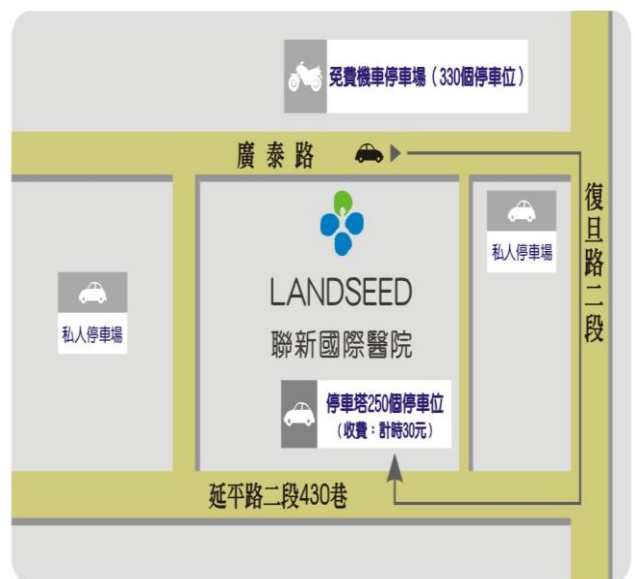 免費機車停車場（330個停車位）
廣泰路
復旦路二段
私人停車場
私人停車場
LANDSEED
聯新國際醫院
停車塔250個停車位
（收費：計時30元）
延平路二段430巷